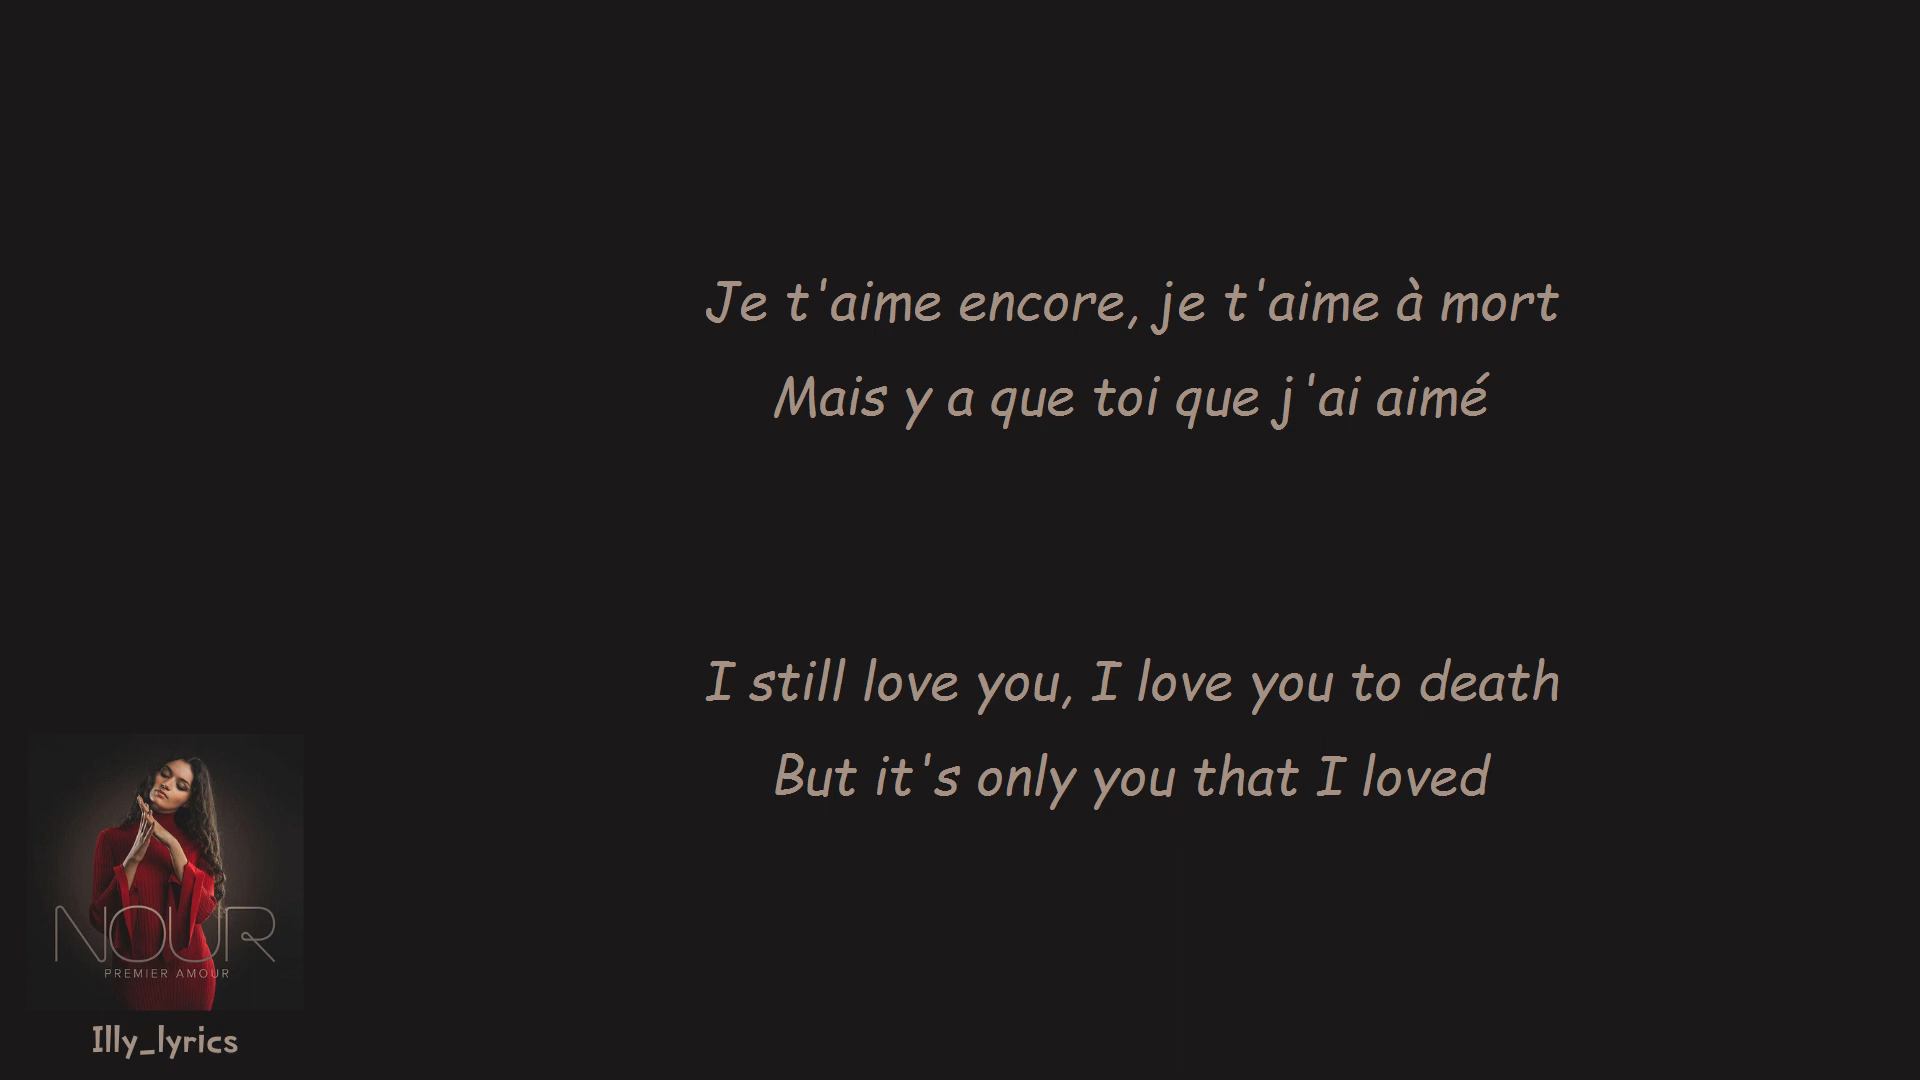 Je t'aime encore, je t'aime à mort
Mais y a que toi que j'ai aimé
I still love you, I love you to death
But it's only you that I loved
NOUR
PREMIER AMOUR
Illy_lyrics